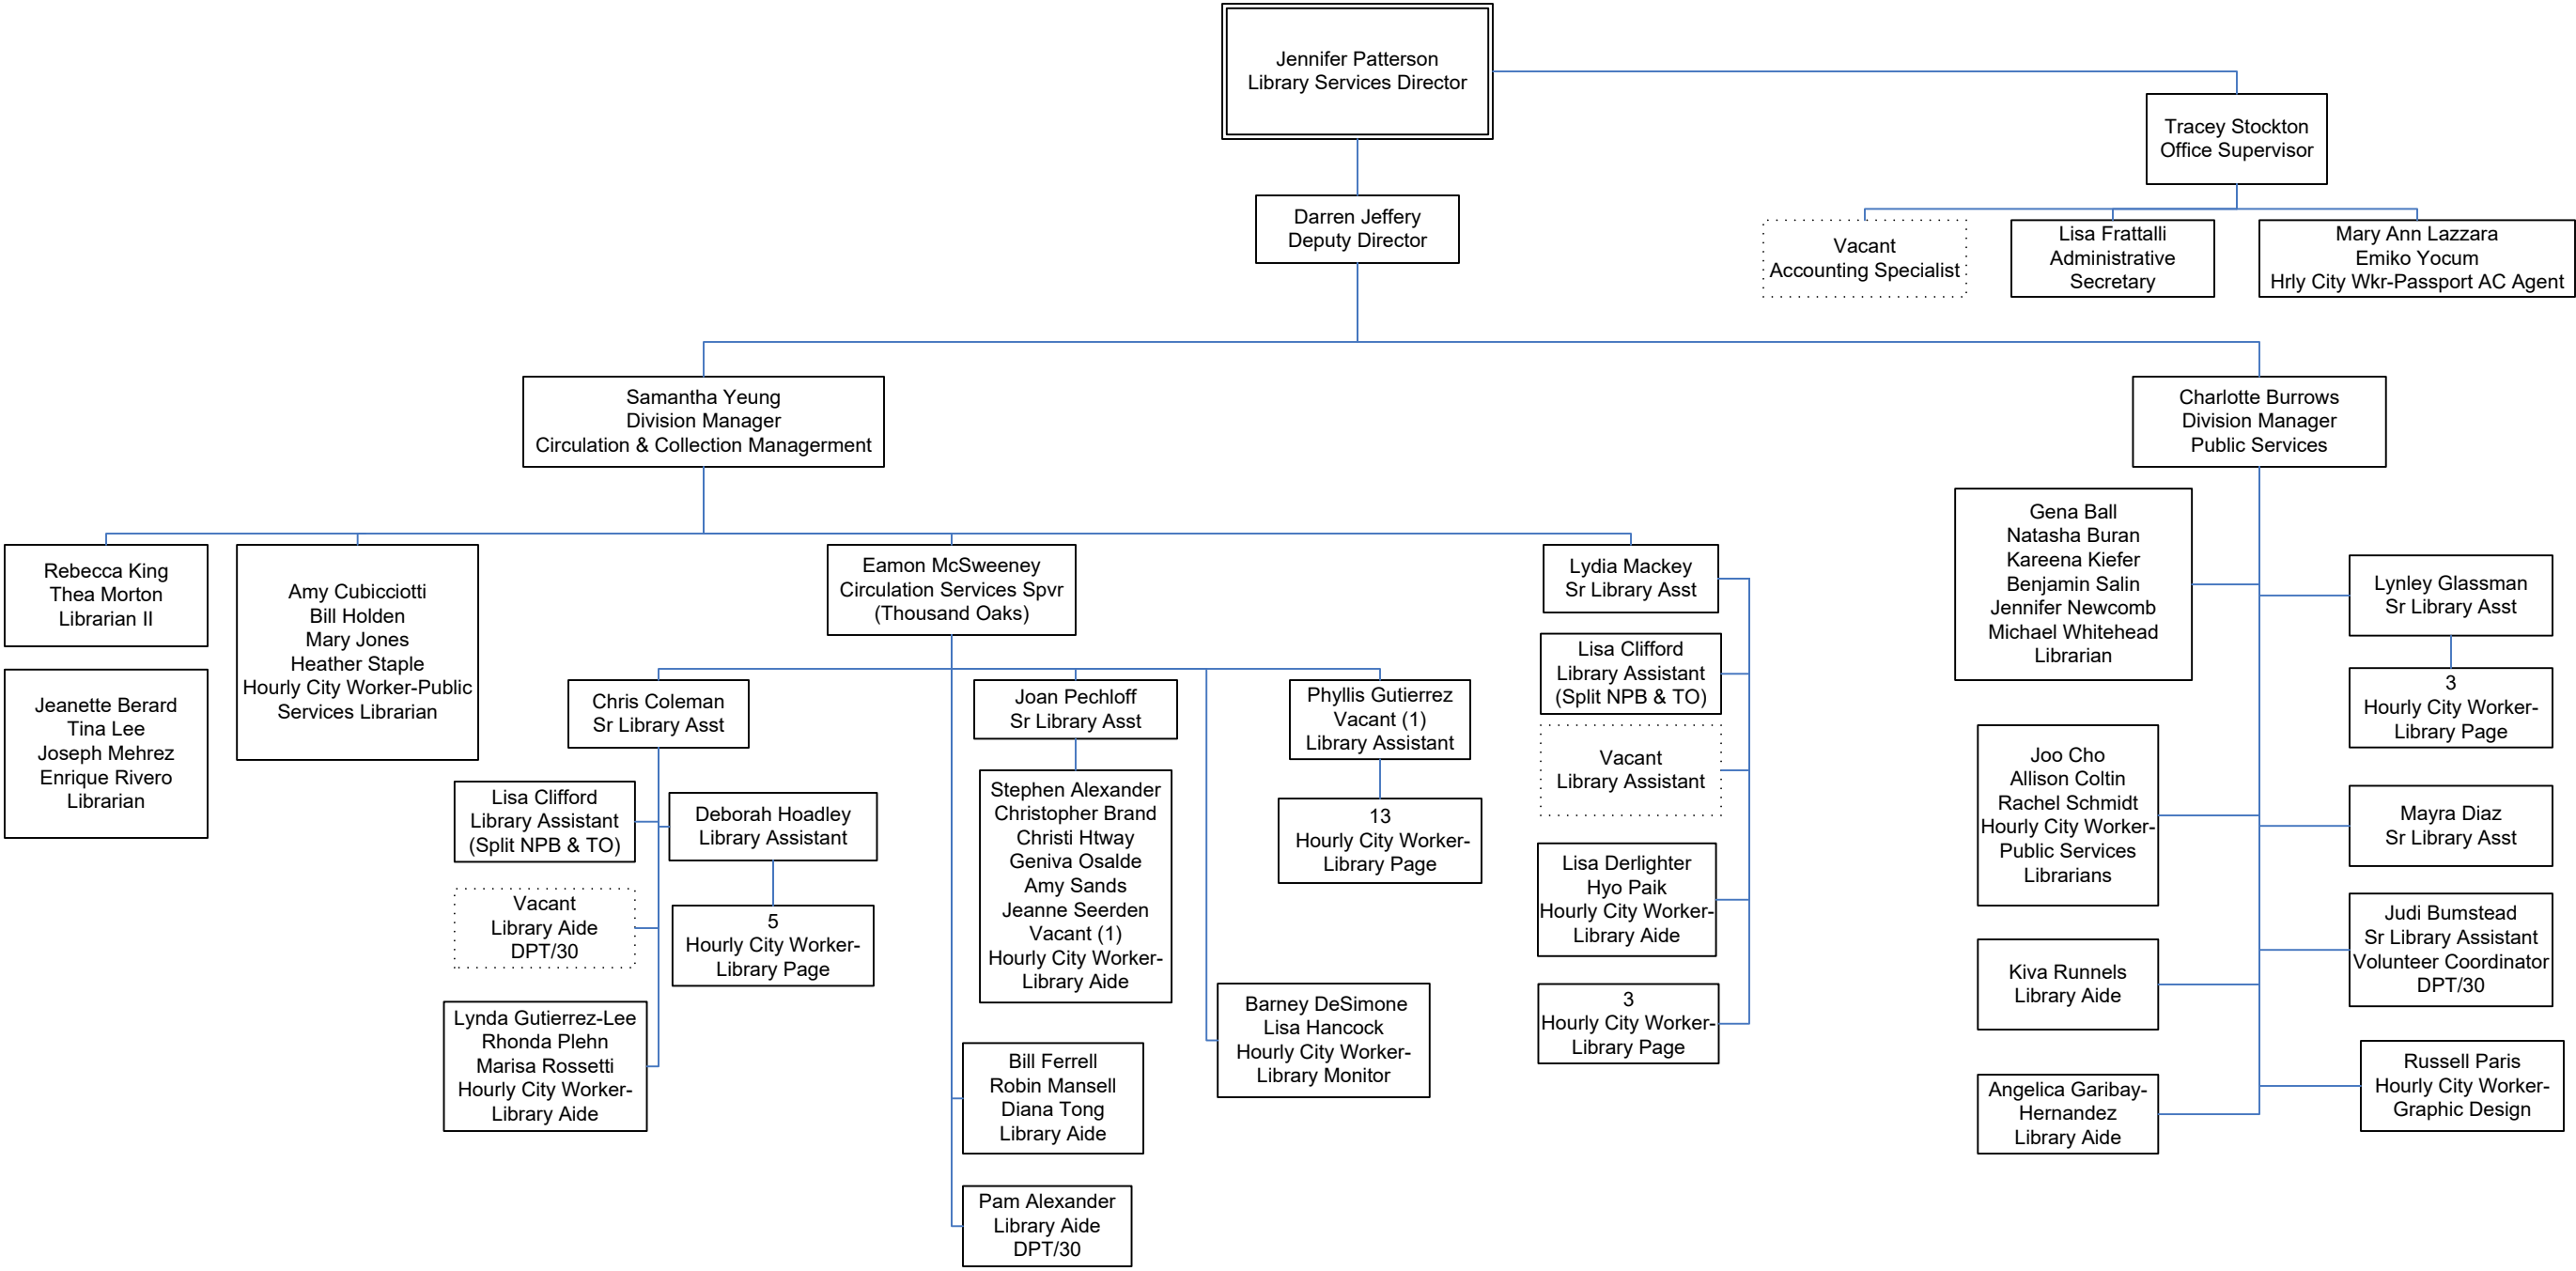 Jennifer Patterson
Library Services Director
Tracey Stockton
Office Supervisor
Darren Jeffery
Deputy Director
Vacant
Accounting Specialist
Lisa Frattalli
Administrative
Secretary
Mary Ann Lazzara
Emiko Yocum
Hrly City Wkr-Passport AC Agent
Samantha Yeung
Division Manager
Circulation & Collection Managerment
Charlotte Burrows
Division Manager
Public Services
Rebecca King
Thea Morton
Librarian II
Jeanette Berard
Tina Lee
Joseph Mehrez
Enrique Rivero
Librarian
Amy Cubicciotti
Bill Holden
Mary Jones
Heather Staple
Hourly City Worker-Public
Services Librarian
Eamon McSweeney
Circulation Services Spvr
(Thousand Oaks)
Chris Coleman
Sr Library Asst
Lisa Clifford
Library Assistant
(Split NPB & TO)
Vacant
Library Aide
DPT/30
Lynda Gutierrez-Lee
Rhonda Plehn
Marisa Rossetti
Hourly City Worker-
Library Aide
Deborah Hoadley
Library Assistant
5
Hourly City Worker-
Library Page
Joan Pechloff
Sr Library Asst
Stephen Alexander
Christopher Brand
Christi Htway
Geniva Osalde
Amy Sands
Jeanne Seerden
Vacant (1)
Hourly City Worker-
Library Aide
Bill Ferrell
Robin Mansell
Diana Tong
Library Aide
Pam Alexander
Library Aide
DPT/30
Phyllis Gutierrez
Vacant (1)
Library Assistant
13
Hourly City Worker-
Library Page
Barney DeSimone
Lisa Hancock
Hourly City Worker-
Library Monitor
Lydia Mackey
Sr Library Asst
Lisa Clifford
Library Assistant
(Split NPB & TO)
Vacant
Library Assistant
Lisa Derlighter
Hyo Paik
Hourly City Worker-
Library Aide
3
Hourly City Worker-
Library Page
Gena Ball
Natasha Buran
Kareena Kiefer
Benjamin Salin
Jennifer Newcomb
Michael Whitehead
Librarian
Joo Cho
Allison Coltin
Rachel Schmidt
Hourly City Worker-
Public Services
Librarians
Kiva Runnels
Library Aide
Angelica Garibay-
Hernandez
Library Aide
Lynley Glassman
Sr Library Asst
3
Hourly City Worker-
Library Page
Mayra Diaz
Sr Library Asst
Judi Bumstead
Sr Library Assistant
Volunteer Coordinator
DPT/30
Russell Paris
Hourly City Worker-
Graphic Design